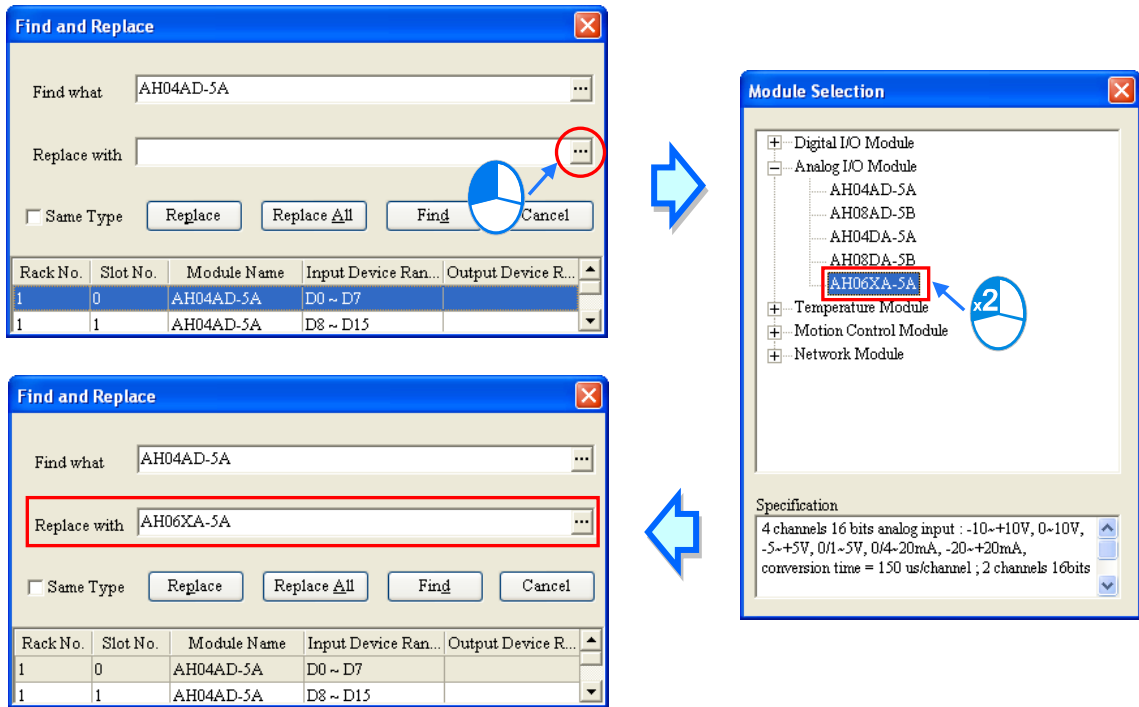 Find and Replace
Find what AH04AD-5A ...
Replace with ...
Same Type Replace Replace All Find Cancel
Rack No. Slot No. Module Name Input Device Ran... Output Device R...
1 0 AH04AD-5A D0 ~ D7
1 1 AH04AD-5A D8 ~ D15
Module Selection
Digital I/O Module
Analog I/O Module
AH04AD-5A
AH08AD-5B
AH04DA-5A
AH08DA-5B
AH06XA-5A
x2
Temperature Module
Motion Control Module
Network Module
Specification
4 channels 16 bits analog input : -10~+10V, 0~10V,
-5~+5V, 0/1~5V, 0/4~20mA, -20~+20mA,
conversion time = 150 us/channel ; 2 channels 16bits
Find and Replace
Find what AH04AD-5A ...
Replace with AH06XA-5A ...
Same Type Replace Replace All Find Cancel
Rack No. Slot No. Module Name Input Device Ran... Output Device R...
1 0 AH04AD-5A D0 ~ D7
1 1 AH04AD-5A D8 ~ D15